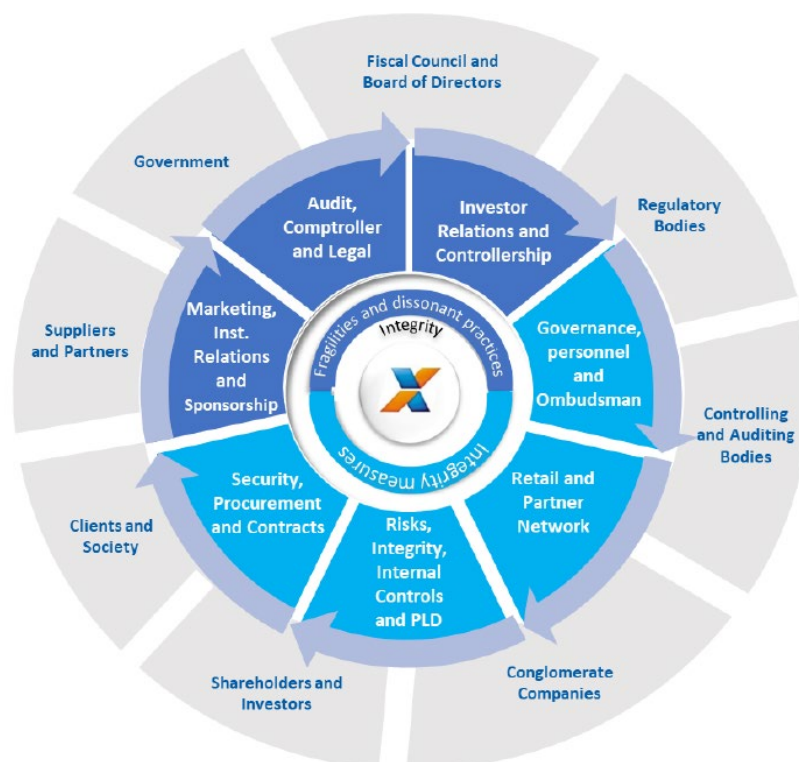 Fiscal Council and
Board of Directors
Government
Regulatory
Bodies
Audit,
Comptroller
and Legal
Investor
Relations and
Controllership
Suppliers
and Partners
Marketing,
Inst.
Relations
and
Sponsorship
Fragilities and dissonant practices
Integrity
Integrity measures
Governance,
personnel
and
Ombudsman
Controlling
and Auditing
Bodies
Security,
Procurement
and Contracts
Retail and
Partner
Network
Clients and
Society
Risks,
Integrity,
Internal
Controls
and PLD
Shareholders and
Investors
Conglomerate
Companies